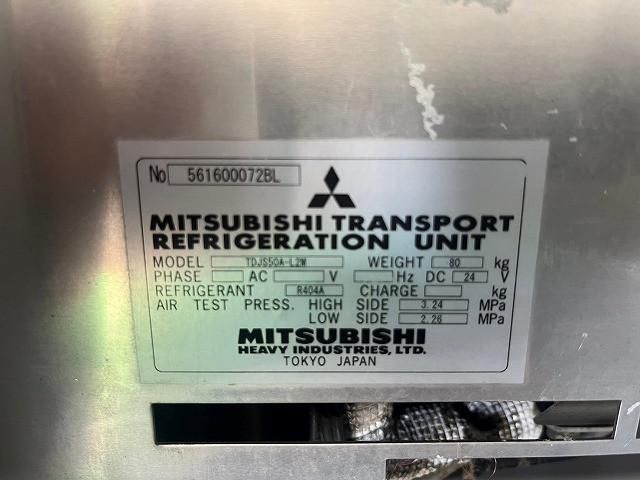 No 561600072BL
MITSUBISHI TRANSPORT
REFRIGERATION UNIT
MODEL TDJS50A-L2W WEIGHT 80 kg
PHASE AC V Hz DC 24 V
REFRIGERANT R404A CHARGE kg
AIR TEST PRESS. HIGH SIDE 3.24 MPa
LOW SIDE 2.26 MPa
MITSUBISHI
HEAVY INDUSTRIES, LTD.
TOKYO JAPAN